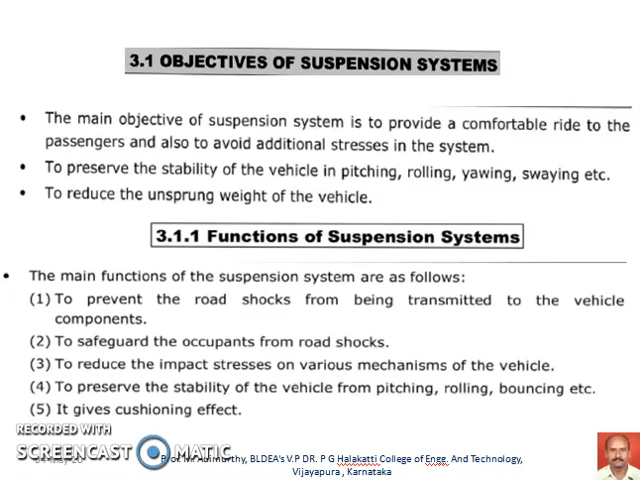 3.1 OBJECTIVES OF SUSPENSION SYSTEMS
• The main objective of suspension system is to provide a comfortable ride to the
passengers and also to avoid additional stresses in the system.
• To preserve the stability of the vehicle in pitching, rolling, yawing, swaying etc.
• To reduce the unsprung weight of the vehicle.
3.1.1 Functions of Suspension Systems
• The main functions of the suspension system are as follows:
(1) To prevent the road shocks from being transmitted to the vehicle
components.
(2) To safeguard the occupants from road shocks.
(3) To reduce the impact stresses on various mechanisms of the vehicle.
(4) To preserve the stability of the vehicle from pitching, rolling, bouncing etc.
(5) It gives cushioning effect.
RECORDED WITH
SCREENCAST MATIC
Prof. M. BLDEA's V.P DR. P G Halakatti College of Engg. And Technology,
Vijayapura , Karnataka